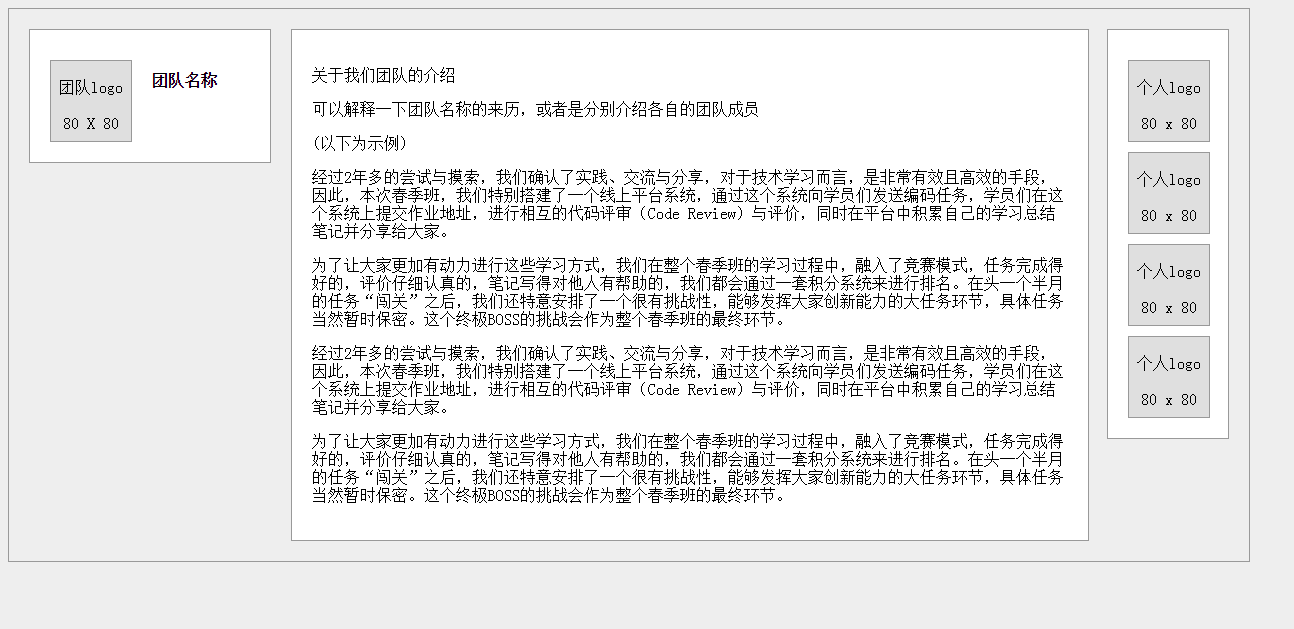 团队logo
80 X 80
团队名称
关于我们团队的介绍
可以解释一下团队名称的来历，或者是分别介绍各自的团队成员
(以下为示例)
经过2年多的尝试与摸索，我们确认了实践、交流与分享，对于技术学习而言，是非常有效且高效的手段，
因此，本次春季班，我们特别搭建了一个线上平台系统，通过这个系统向学员们发送编码任务，学员们在这
个系统上提交作业地址，进行相互的代码评审（Code Review）与评价，同时在平台中积累自己的学习总结
笔记并分享给大家。
为了让大家更加有动力进行这些学习方式，我们在整个春季班的学习过程中，融入了竞赛模式，任务完成得
好的，评价仔细认真的，笔记写得对他人有帮助的，我们都会通过一套积分系统来进行排名。在头一个半月
的任务“闯关”之后，我们还特意安排了一个很有挑战性，能够发挥大家创新能力的大任务环节，具体任务
当然暂时保密。这个终极BOSS的挑战会作为整个春季班的最终环节。
经过2年多的尝试与摸索，我们确认了实践、交流与分享，对于技术学习而言，是非常有效且高效的手段，
因此，本次春季班，我们特别搭建了一个线上平台系统，通过这个系统向学员们发送编码任务，学员们在这
个系统上提交作业地址，进行相互的代码评审（Code Review）与评价，同时在平台中积累自己的学习总结
笔记并分享给大家。
为了让大家更加有动力进行这些学习方式，我们在整个春季班的学习过程中，融入了竞赛模式，任务完成得
好的，评价仔细认真的，笔记写得对他人有帮助的，我们都会通过一套积分系统来进行排名。在头一个半月
的任务“闯关”之后，我们还特意安排了一个很有挑战性，能够发挥大家创新能力的大任务环节，具体任务
当然暂时保密。这个终极BOSS的挑战会作为整个春季班的最终环节。
个人logo
80 x 80
个人logo
80 x 80
个人logo
80 x 80
个人logo
80 x 80